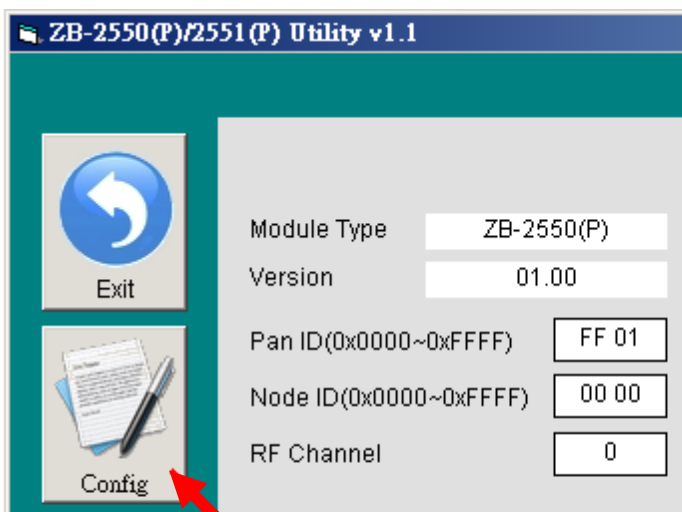 ZB-2550(P)/2551(P) Utility v1.1
Exit
Module Type ZB-2550(P)
Version 01.00
Pan ID(0x0000~0xFFFF) FF 01
Node ID(0x0000~0xFFFF) 00 00
RF Channel 0
Config